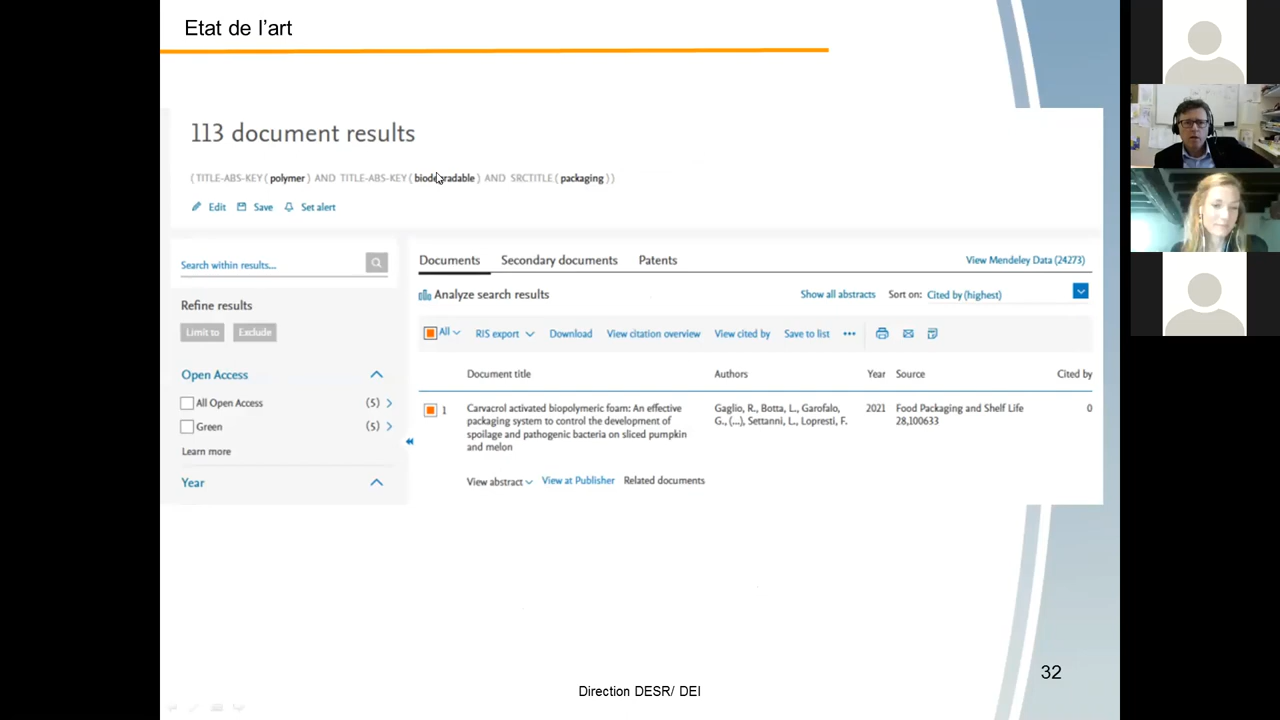 Etat de l'art
113 document results
( TITLE-ABS-KEY ( polymer ) AND TITLE-ABS-KEY ( biodegradable ) AND SRCTITLE ( packaging ) )
Edit Save Set alert
Search within results...
Refine results
Limit to Exclude
Open Access
All Open Access (5)
Green (5)
Learn more
Year
Documents Secondary documents Patents View Mendeley Data (24273)
Analyze search results Show all abstracts Sort on: Cited by (highest)
All RIS export Download View citation overview View cited by Save to list ...
Document title Authors Year Source Cited by
1 Carvacrol activated biopolymeric foam: An effective Gaglio, R., Botta, L., Garofalo, 2021 Food Packaging and Shelf Life 0
packaging system to control the development of G., (...), Settanni, L., Lopresti, F. 28,100633
spoilage and pathogenic bacteria on sliced pumpkin
and melon
View abstract View at Publisher Related documents
32
Direction DESR/ DEI